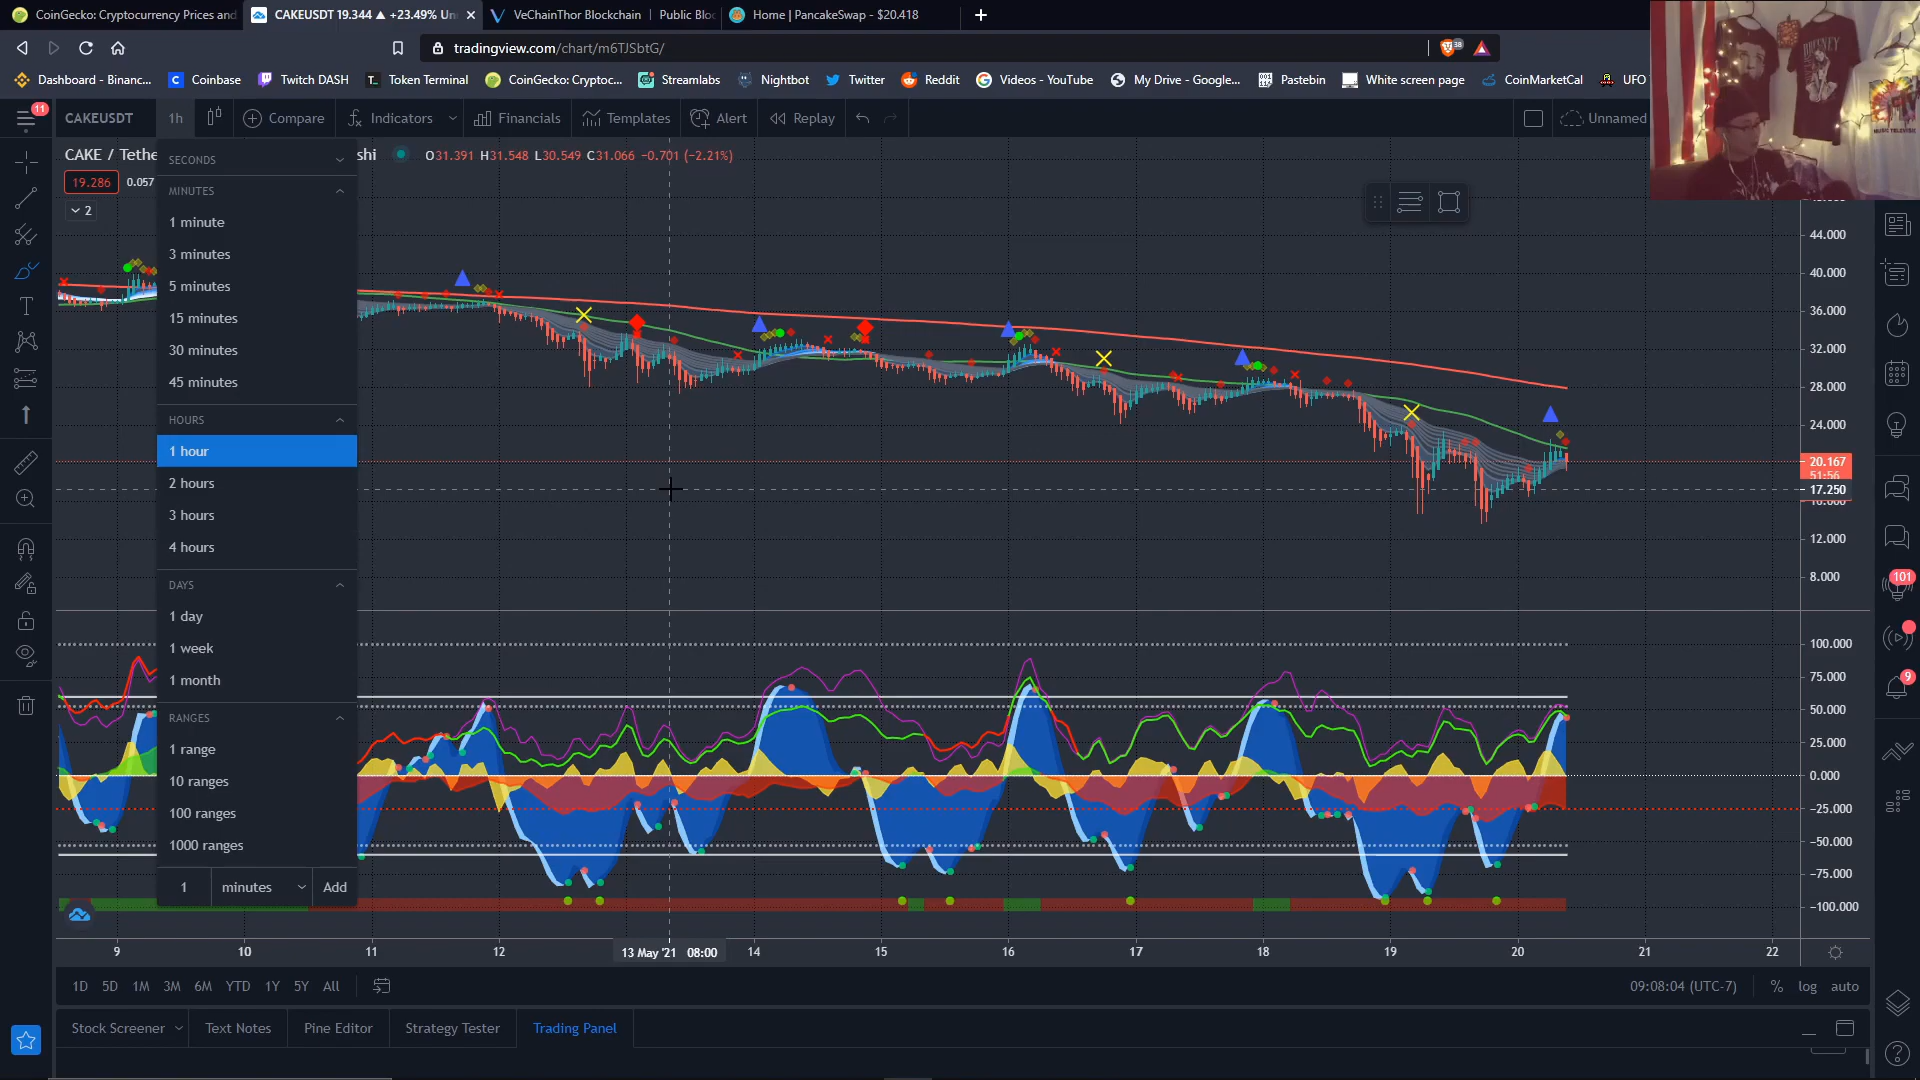 CoinGecko: Cryptocurrency Prices and
CAKEUSDT 19.344 ▲ +23.49% Un
VeChainThor Blockchain | Public Bloc
Home | PancakeSwap - $20.418
tradingview.com/chart/m6TJSbtG/
38
Dashboard - Binanc...
Coinbase
Twitch DASH
Token Terminal
CoinGecko: Cryptoc...
Streamlabs
Nightbot
Twitter
Reddit
Videos - YouTube
My Drive - Google...
Pastebin
White screen page
CoinMarketCal
UFO
11
CAKEUSDT
1h
Compare
Indicators
Financials
Templates
Alert
Replay
Unnamed
CAKE / Tethe
shi
O31.391 H31.548 L30.549 C31.066 -0.701 (-2.21%)
19.286
0.057
2
SECONDS
MINUTES
1 minute
3 minutes
5 minutes
15 minutes
30 minutes
45 minutes
HOURS
1 hour
2 hours
3 hours
4 hours
DAYS
1 day
1 week
1 month
RANGES
1 range
10 ranges
100 ranges
1000 ranges
1 minutes Add
44.000
40.000
36.000
32.000
28.000
24.000
20.167
51:56
17.250
16.000
12.000
8.000
100.000
75.000
50.000
25.000
0.000
-25.000
-50.000
-75.000
-100.000
101
9
9 10 11 12 13 May '21 08:00 14 15 16 17 18 19 20 21 22
1D 5D 1M 3M 6M YTD 1Y 5Y All
09:08:04 (UTC-7) % log auto
Stock Screener
Text Notes
Pine Editor
Strategy Tester
Trading Panel